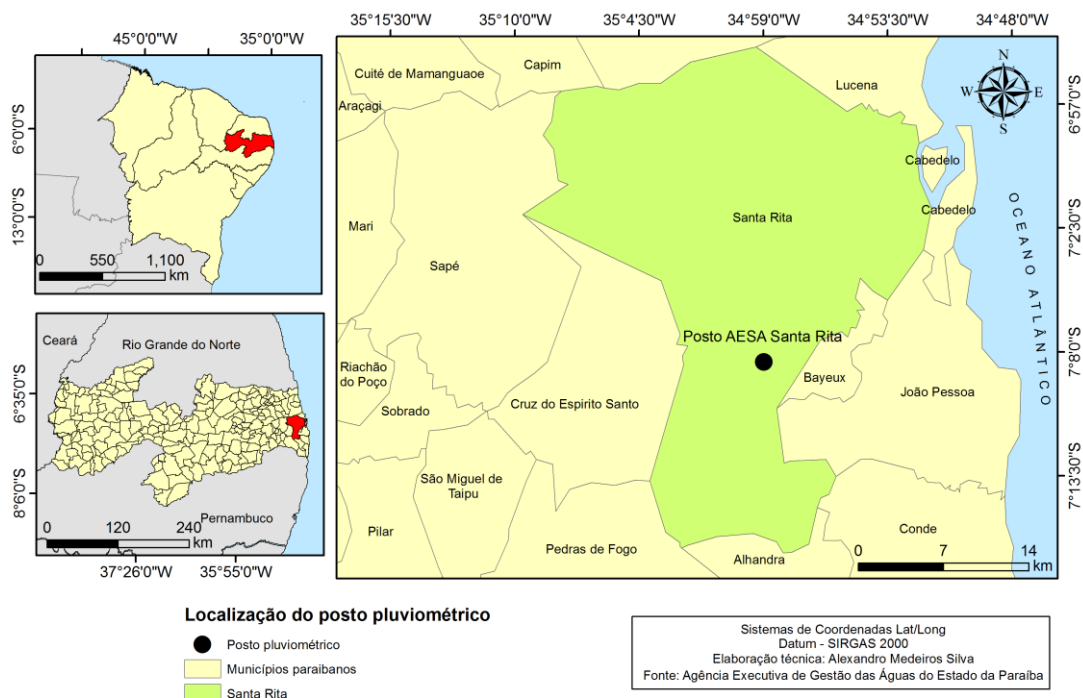 45°0'0"W 35°0'0"W
6°0'0"S
13°0'0"S
0 550 1,100
km
Ceará
Rio Grande do Norte
6°35'0"S
8°6'0"S
Pernambuco
0 120 240
km
37°26'0"W 35°55'0"W
35°15'30"W 35°10'0"W 35°4'30"W 34°59'0"W 34°53'30"W 34°48'0"W
Cuité de Mamanguaoe
Capim
Lucena
N
W E
S
6°57'0"S
Araçagi
Cabedelo
Cabedelo
Santa Rita
7°2'30"S
Mari
Sapé
OCEANO ATLÂNTICO
Posto AESA Santa Rita
7°8'0"S
Riachão
do Poço
Bayeux
João Pessoa
Sobrado
Cruz do Espirito Santo
7°13'30"S
São Miguel de
Taipu
Pilar
Pedras de Fogo
Alhandra
Conde
0 7 14
km
Localização do posto pluviométrico
Posto pluviométrico
Municípios paraibanos
Santa Rita
Sistemas de Coordenadas Lat/Long
Datum - SIRGAS 2000
Elaboração técnica: Alexandro Medeiros Silva
Fonte: Agência Executiva de Gestão das Águas do Estado da Paraíba